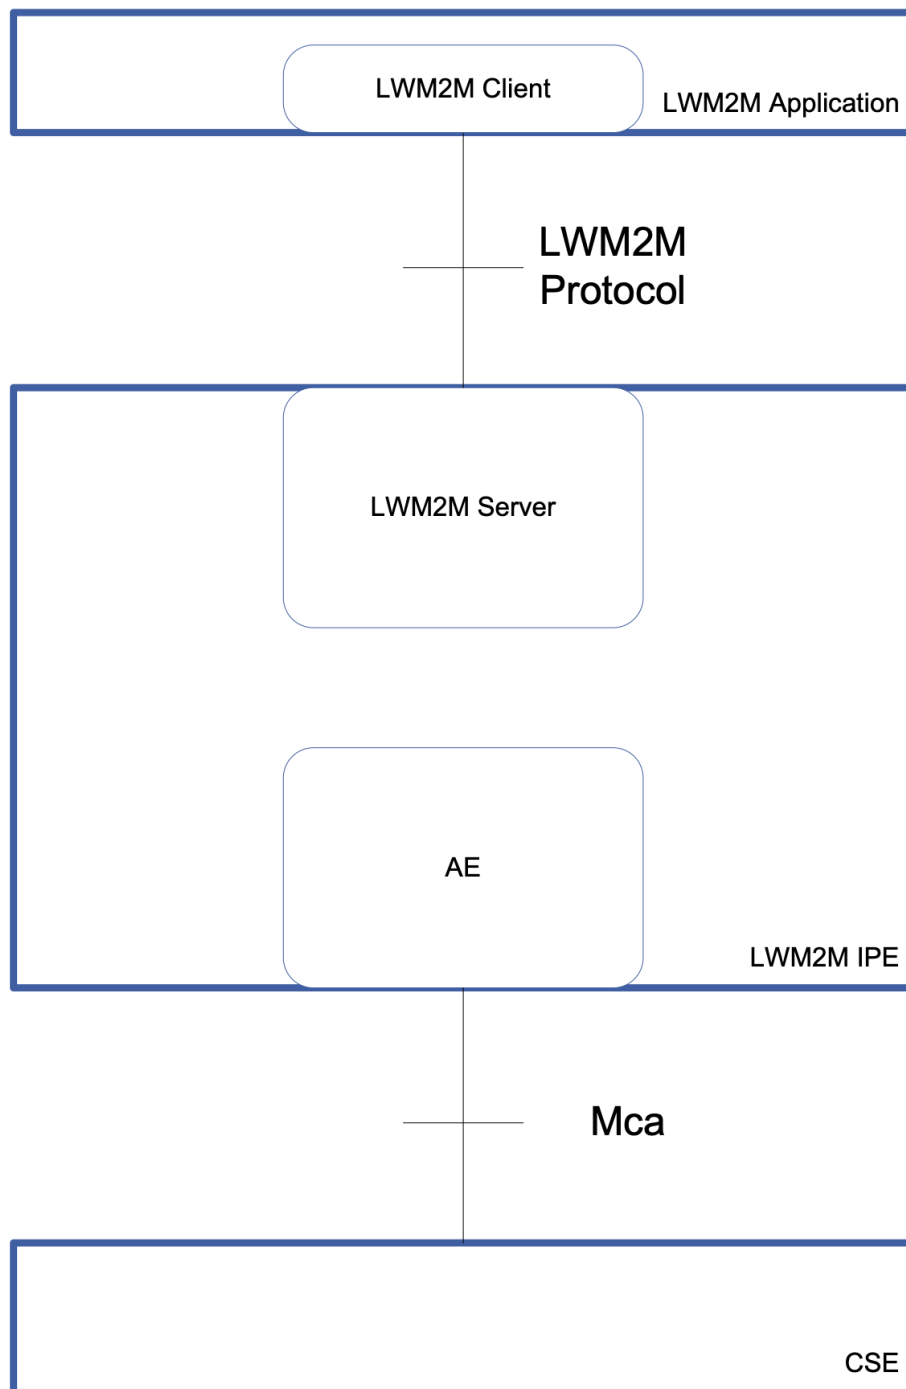 LWM2M Client
LWM2M Application
LWM2M
Protocol
LWM2M Server
AE
LWM2M IPE
Mca
CSE